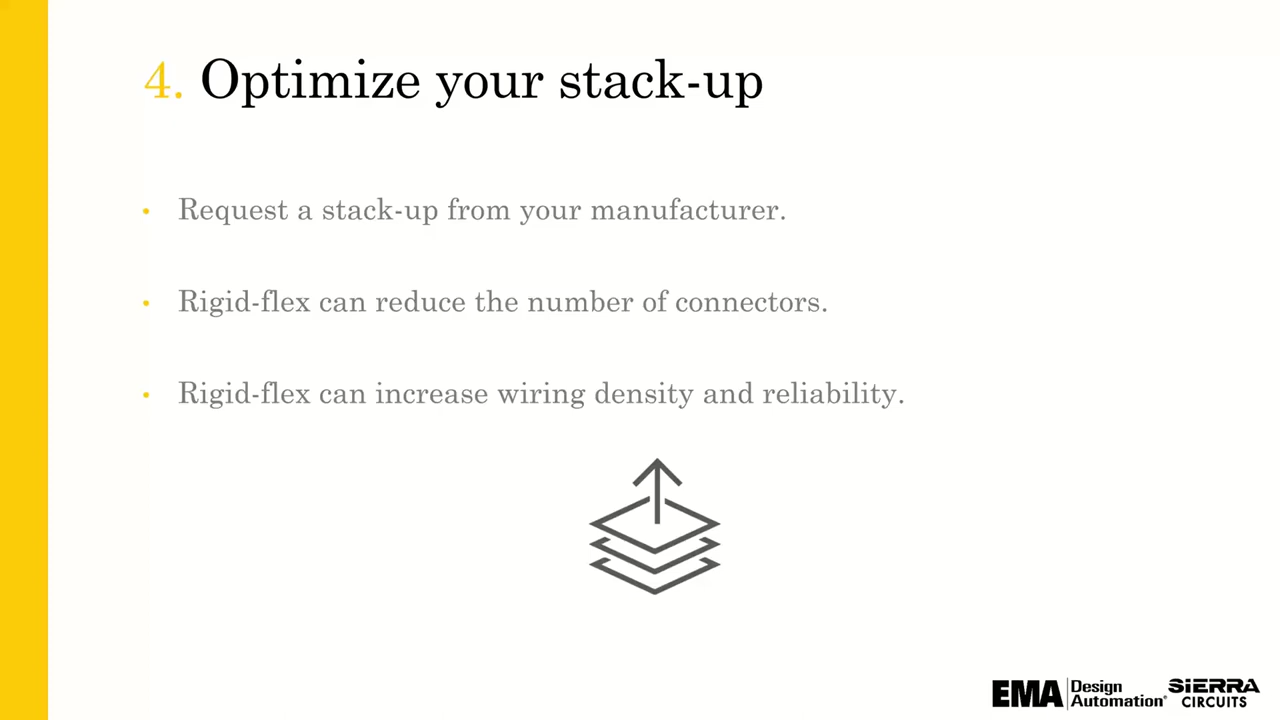 4. Optimize your stack-up
• Request a stack-up from your manufacturer.
• Rigid-flex can reduce the number of connectors.
• Rigid-flex can increase wiring density and reliability.
EMA Design Automation®
SIERRA CIRCUITS